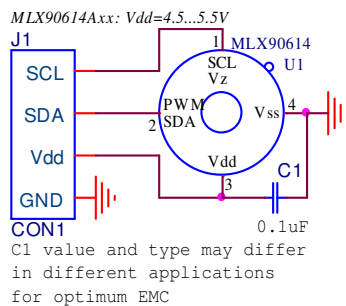 MLX90614Axx: Vdd=4.5...5.5V
J1
SCL
SDA
Vdd
GND
CON1
1
MLX90614
U1
SCL
Vz
PWM
SDA
2
Vss
4
Vdd
3
C1
0.1uF
C1 value and type may differ
in different applications
for optimum EMC